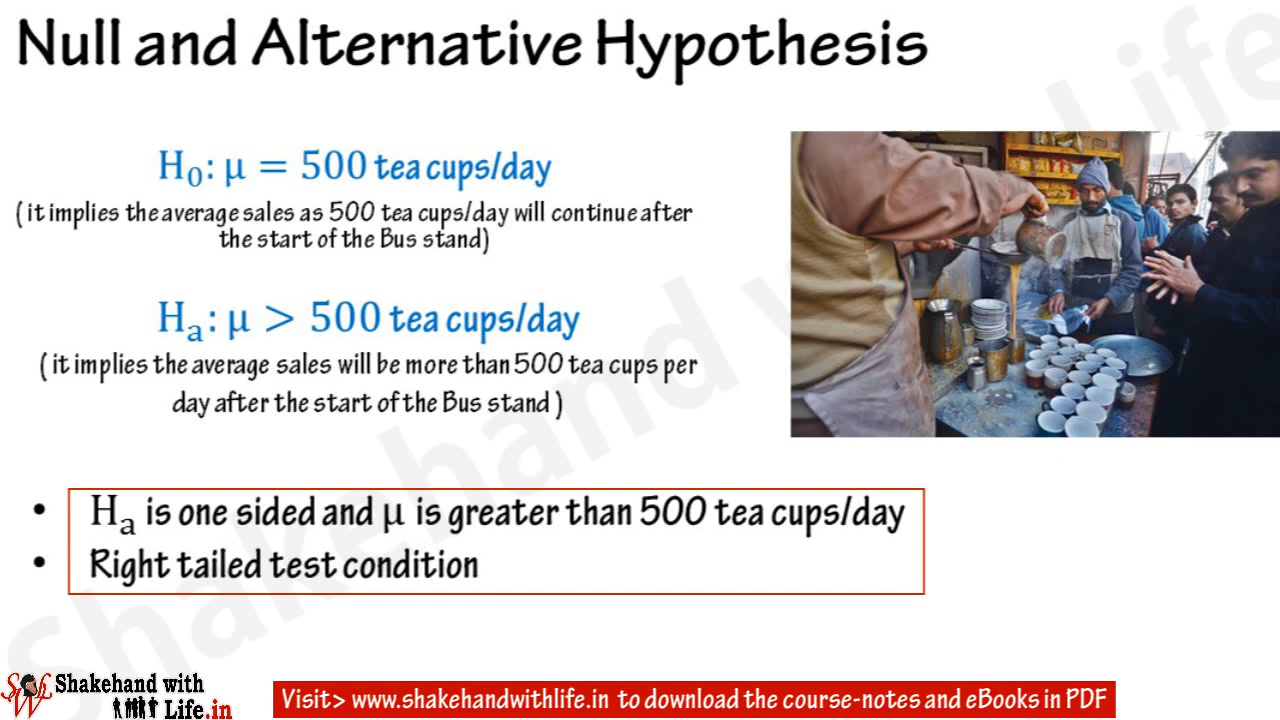 Null and Alternative Hypothesis
H₀: μ = 500 tea cups/day
( it implies the average sales as 500 tea cups/day will continue after
the start of the Bus stand)
Hₐ: μ > 500 tea cups/day
( it implies the average sales will be more than 500 tea cups per
day after the start of the Bus stand )
• Hₐ is one sided and μ is greater than 500 tea cups/day
• Right tailed test condition
Shakehand with Life
SWL Shakehand with
Life.in
Visit> www.shakehandwithlife.in to download the course-notes and eBooks in PDF